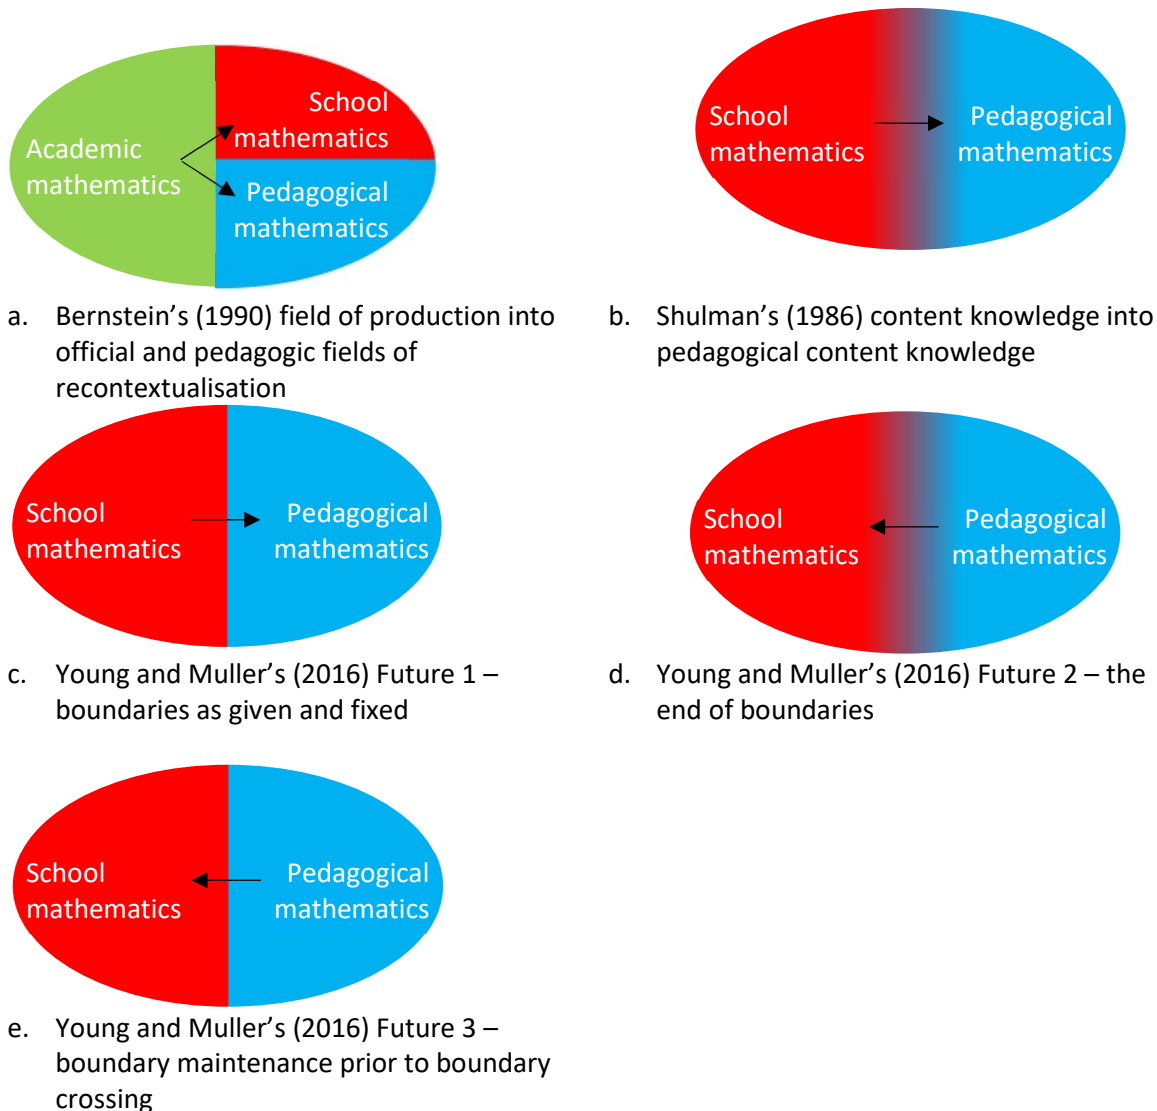 Academic
mathematics
School
mathematics
Pedagogical
mathematics
a. Bernstein’s (1990) field of production into
official and pedagogic fields of
recontextualisation
School
mathematics
Pedagogical
mathematics
b. Shulman’s (1986) content knowledge into
pedagogical content knowledge
School
mathematics
Pedagogical
mathematics
c. Young and Muller’s (2016) Future 1 –
boundaries as given and fixed
School
mathematics
Pedagogical
mathematics
d. Young and Muller’s (2016) Future 2 – the
end of boundaries
School
mathematics
Pedagogical
mathematics
e. Young and Muller’s (2016) Future 3 –
boundary maintenance prior to boundary
crossing